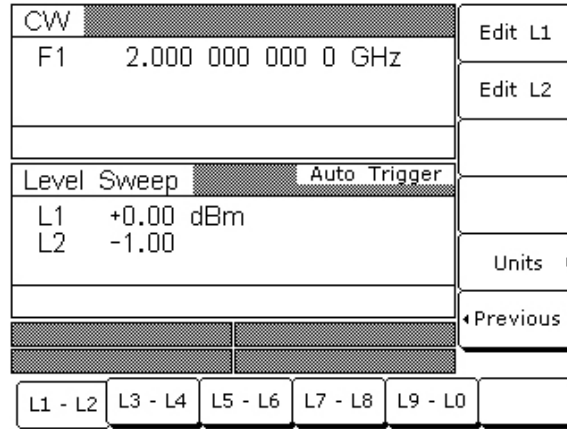 CW
F1 2.000 000 000 0 GHz
Level Sweep Auto Trigger
L1 +0.00 dBm
L2 -1.00
Edit L1
Edit L2
Units
Previous
L1 - L2 L3 - L4 L5 - L6 L7 - L8 L9 - L0